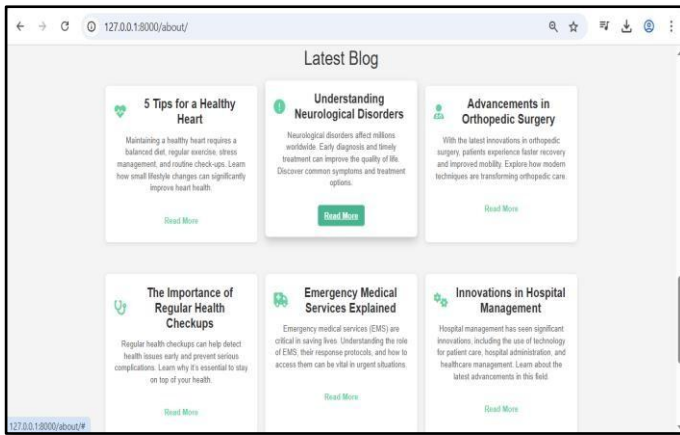 127.0.0.1:8000/about/
Latest Blog
5 Tips for a Healthy
Heart
Maintaining a healthy heart requires a
balanced diet, regular exercise, stress
management, and routine check-ups. Learn
how small lifestyle changes can significantly
improve heart health.
Read More
Understanding
Neurological Disorders
Neurological disorders affect millions
worldwide. Early diagnosis and timely
treatment can improve the quality of life.
Discover common symptoms and treatment
options.
Read More
Advancements in
Orthopedic Surgery
With the latest innovations in orthopedic
surgery, patients experience faster recovery
and improved mobility. Explore how modern
techniques are transforming orthopedic care.
Read More
The Importance of
Regular Health
Checkups
Regular health checkups can help detect
health issues early and prevent serious
complications. Learn why it's essential to stay
on top of your health.
Read More
Emergency Medical
Services Explained
Emergency medical services (EMS) are
critical in saving lives. Understanding the role
of EMS, their response protocols, and how to
access them can be vital in urgent situations.
Read More
Innovations in Hospital
Management
Hospital management has seen significant
innovations, including the use of technology
for patient care, hospital administration, and
healthcare management. Learn about the
latest advancements in this field.
Read More
127.0.0.1:8000/about/#